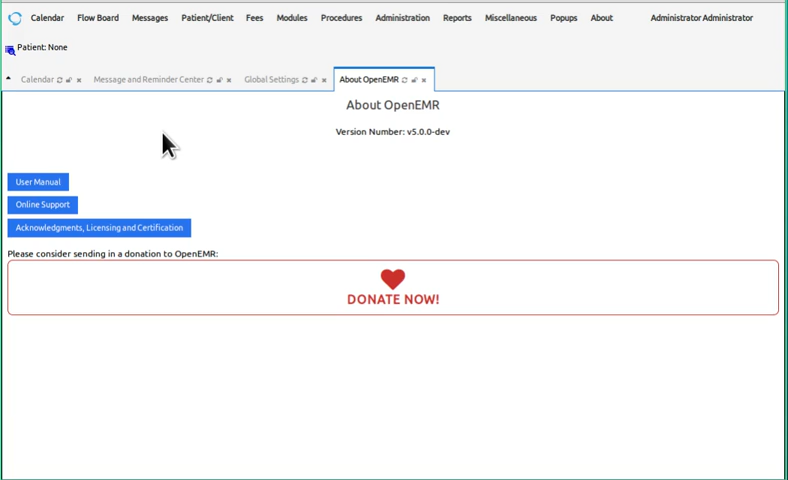 Calendar Flow Board Messages Patient/Client Fees Modules Procedures Administration Reports Miscellaneous Popups About Administrator Administrator
Patient: None
Calendar Message and Reminder Center Global Settings About OpenEMR
About OpenEMR
Version Number: v5.0.0-dev
User Manual
Online Support
Acknowledgments, Licensing and Certification
Please consider sending in a donation to OpenEMR:
DONATE NOW!